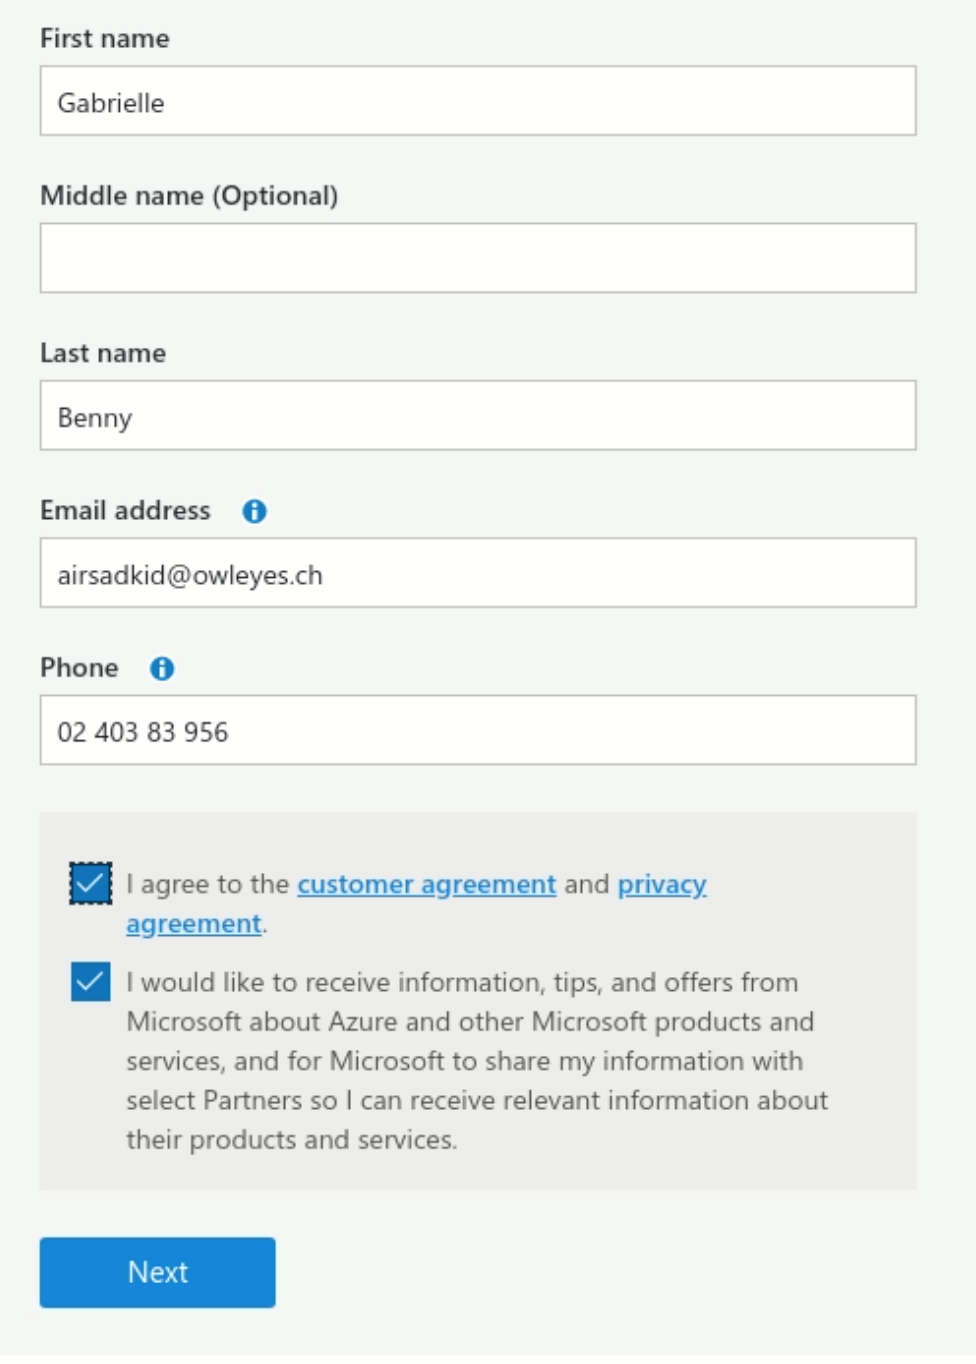 First name
Gabrielle
Middle name (Optional)
Last name
Benny
Email address
airsadkid@owleyes.ch
Phone
02 403 83 956
I agree to the customer agreement and privacy
agreement.
I would like to receive information, tips, and offers from
Microsoft about Azure and other Microsoft products and
services, and for Microsoft to share my information with
select Partners so I can receive relevant information about
their products and services.
Next